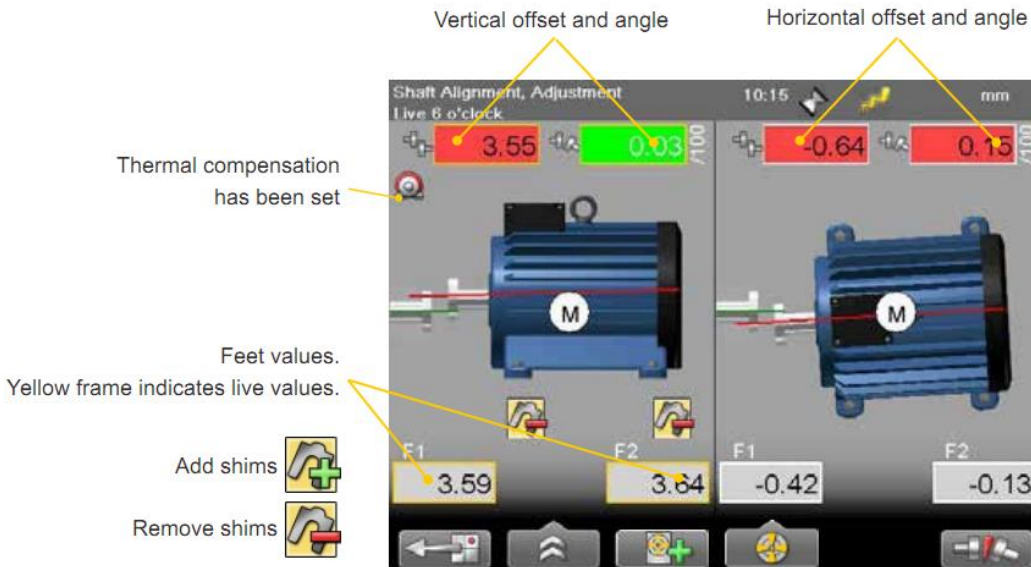 Vertical offset and angle
Horizontal offset and angle
Shaft Alignment, Adjustment
Live 6 o'clock
10:15
mm
3.55
0.03
/100
-0.64
0.15
/100
Thermal compensation
has been set
M
M
Feet values.
Yellow frame indicates live values.
F1
F2
F1
F2
3.59
3.64
-0.42
-0.13
Add shims
Remove shims